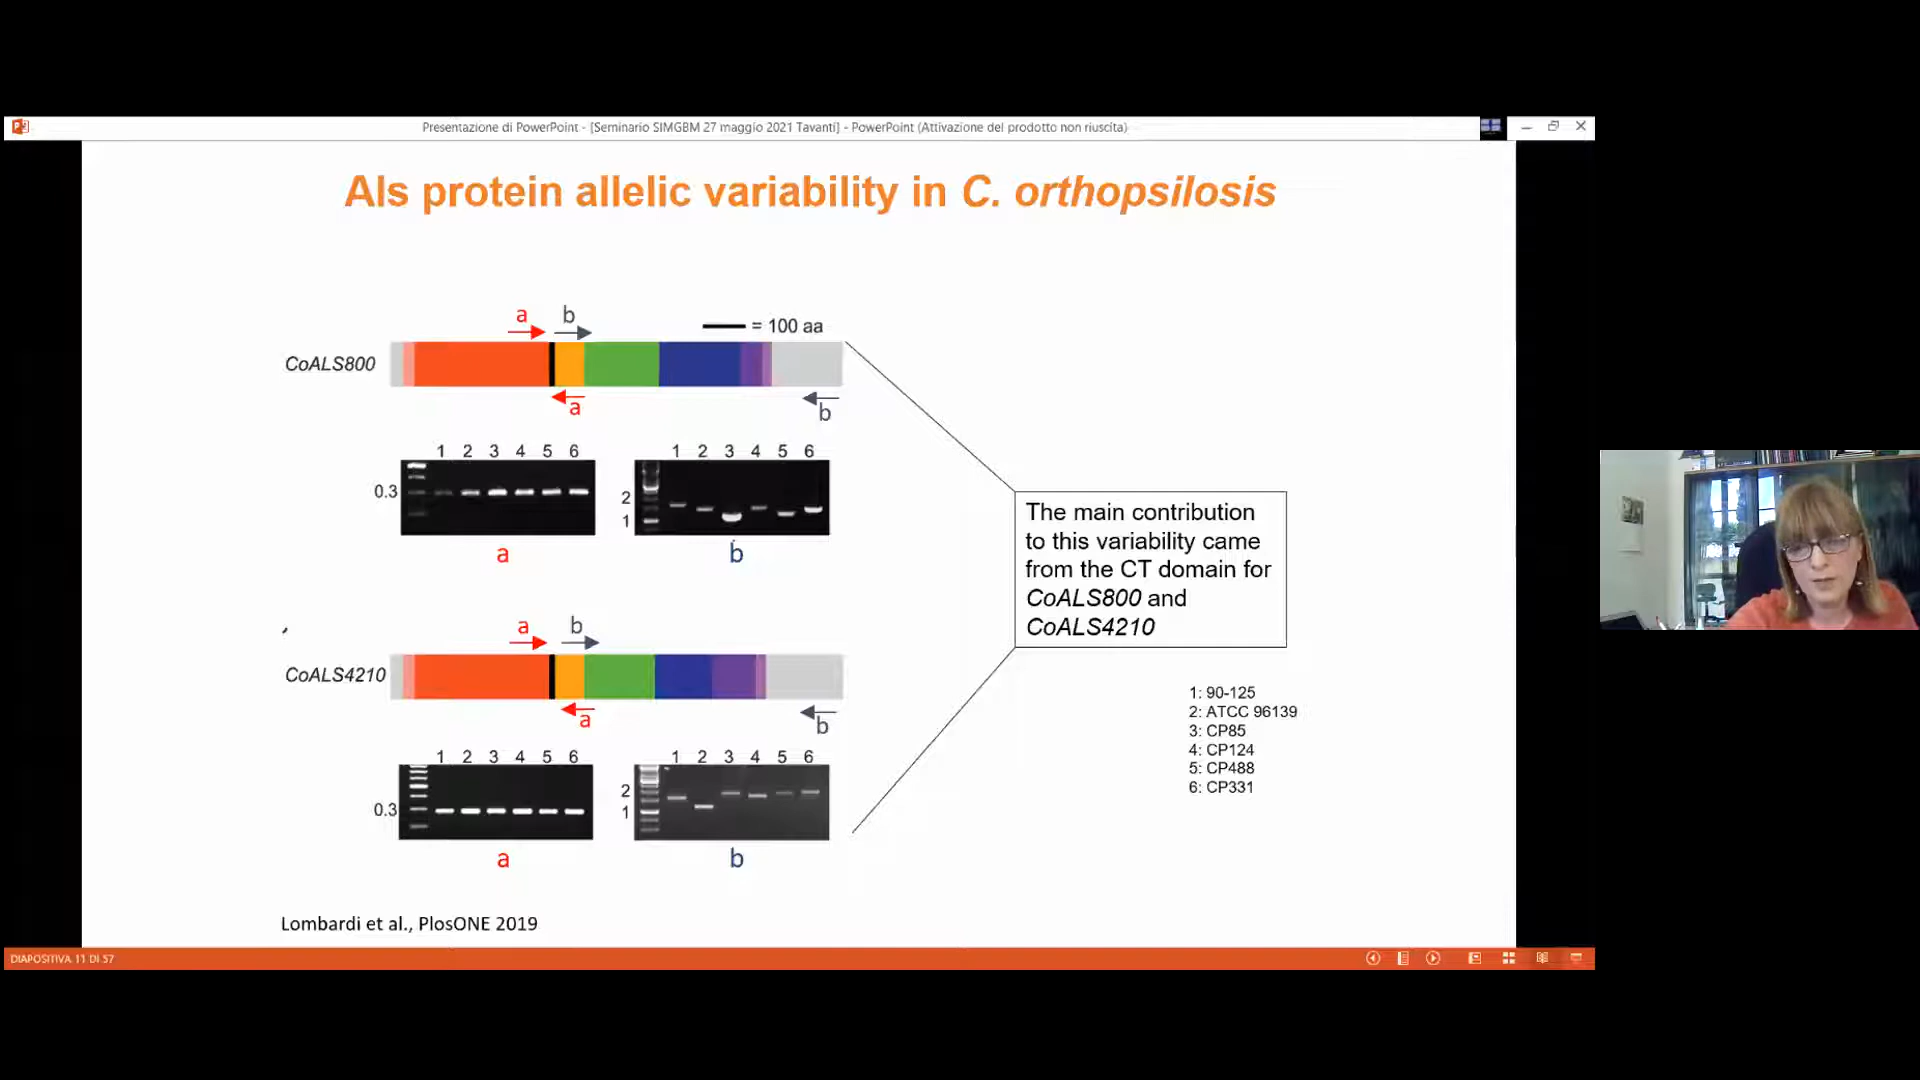 Presentazione di PowerPoint - [Seminario SIMGBM 27 maggio 2021 Tavanti] - PowerPoint (Attivazione del prodotto non riuscita)
Als protein allelic variability in C. orthopsilosis
a b
= 100 aa
CoALS800
a b
1 2 3 4 5 6
1 2 3 4 5 6
0.3
2
1
a
b
The main contribution
to this variability came
from the CT domain for
CoALS800 and
CoALS4210
a b
CoALS4210
a b
1 2 3 4 5 6
1 2 3 4 5 6
0.3
2
1
a
b
1: 90-125
2: ATCC 96139
3: CP85
4: CP124
5: CP488
6: CP331
Lombardi et al., PlosONE 2019
DIAPOSITIVA 11 DI 57